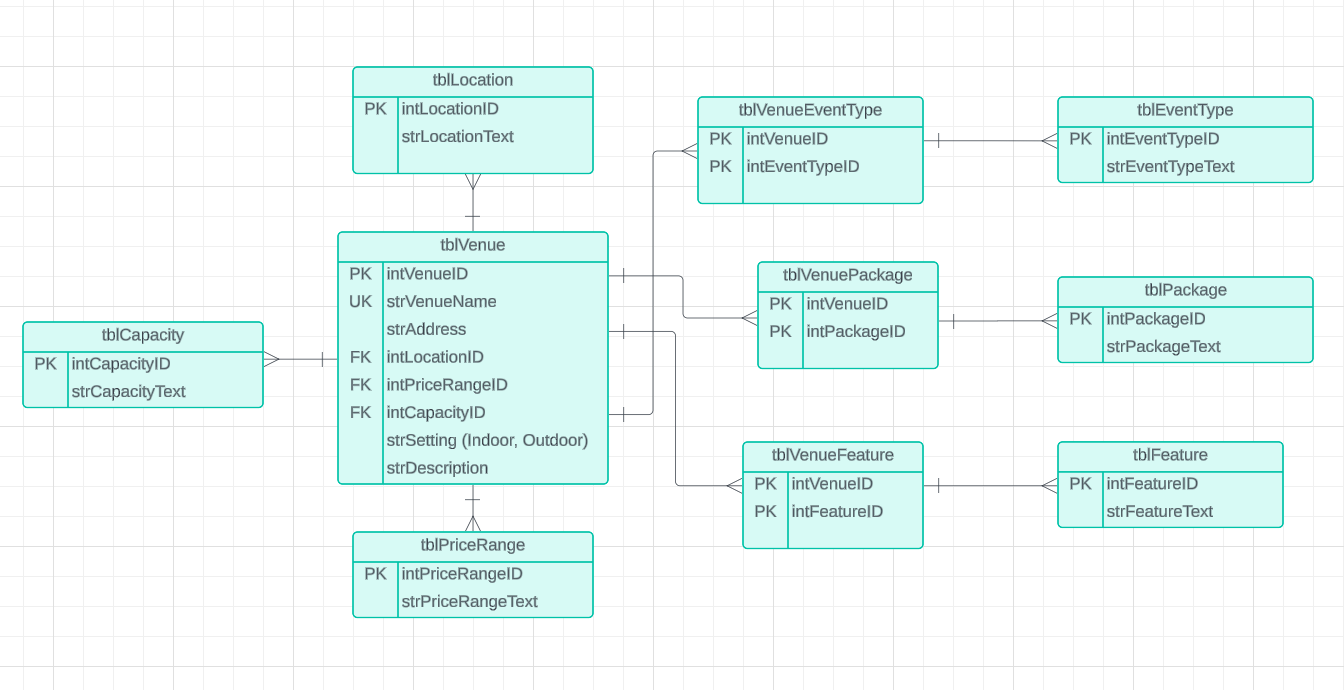 tblLocation
PK intLocationID
strLocationText
tblVenueEventType
PK intVenueID
PK intEventTypeID
tblEventType
PK intEventTypeID
strEventTypeText
tblVenue
PK intVenueID
UK strVenueName
strAddress
FK intLocationID
FK intPriceRangeID
FK intCapacityID
strSetting (Indoor, Outdoor)
strDescription
tblVenuePackage
PK intVenueID
PK intPackageID
tblPackage
PK intPackageID
strPackageText
tblCapacity
PK intCapacityID
strCapacityText
tblVenueFeature
PK intVenueID
PK intFeatureID
tblFeature
PK intFeatureID
strFeatureText
tblPriceRange
PK intPriceRangeID
strPriceRangeText